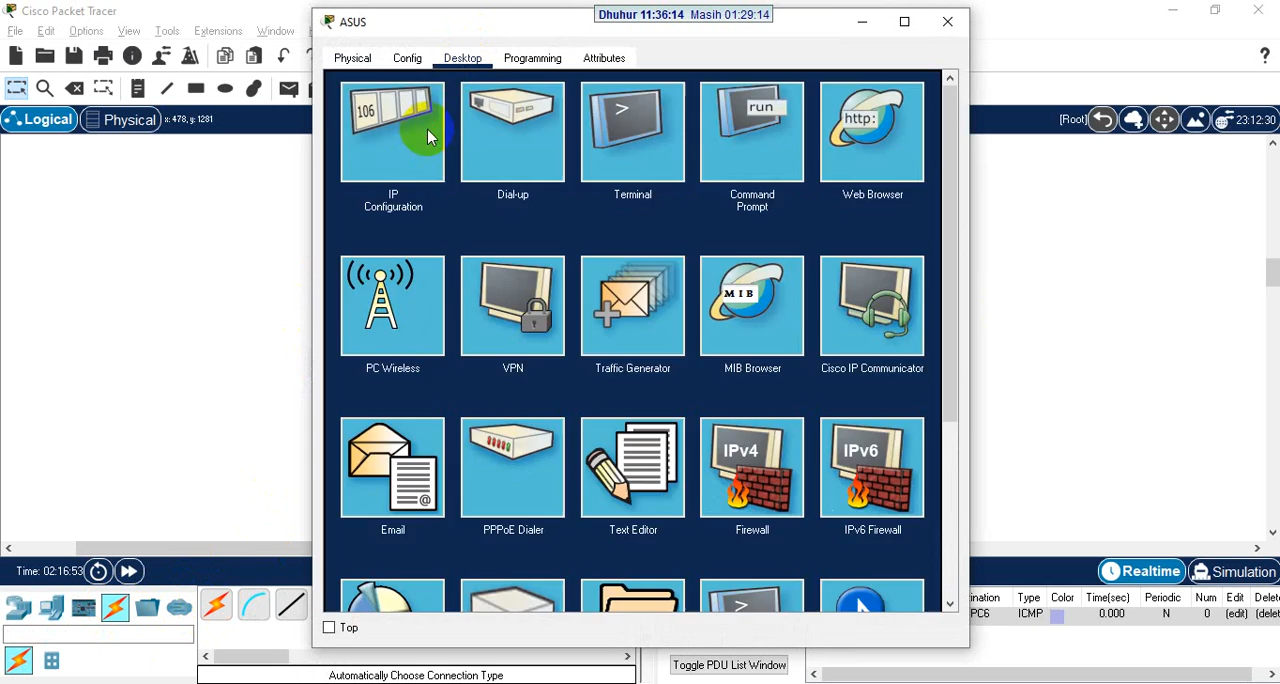 Cisco Packet Tracer
ASUS
Dhuhur 11:36:14 Masih 01:29:14
File Edit Options View Tools Extensions Window
Physical Config Desktop Programming Attributes
?
Logical Physical x: 478, y: 1281
[Root] 23:12:30
106
>
run
http:
IP
Configuration
Dial-up
Terminal
Command
Prompt
Web Browser
MIB
PC Wireless
VPN
Traffic Generator
MIB Browser
Cisco IP Communicator
@
IPv4
IPv6
Email
PPPoE Dialer
Text Editor
Firewall
IPv6 Firewall
>
Top
Time: 02:16:53
Realtime Simulation
ination Type Color Time(sec) Periodic Num Edit Delete
PC6 ICMP 0.000 N 0 (edit) (delet
Automatically Choose Connection Type
Toggle PDU List Window